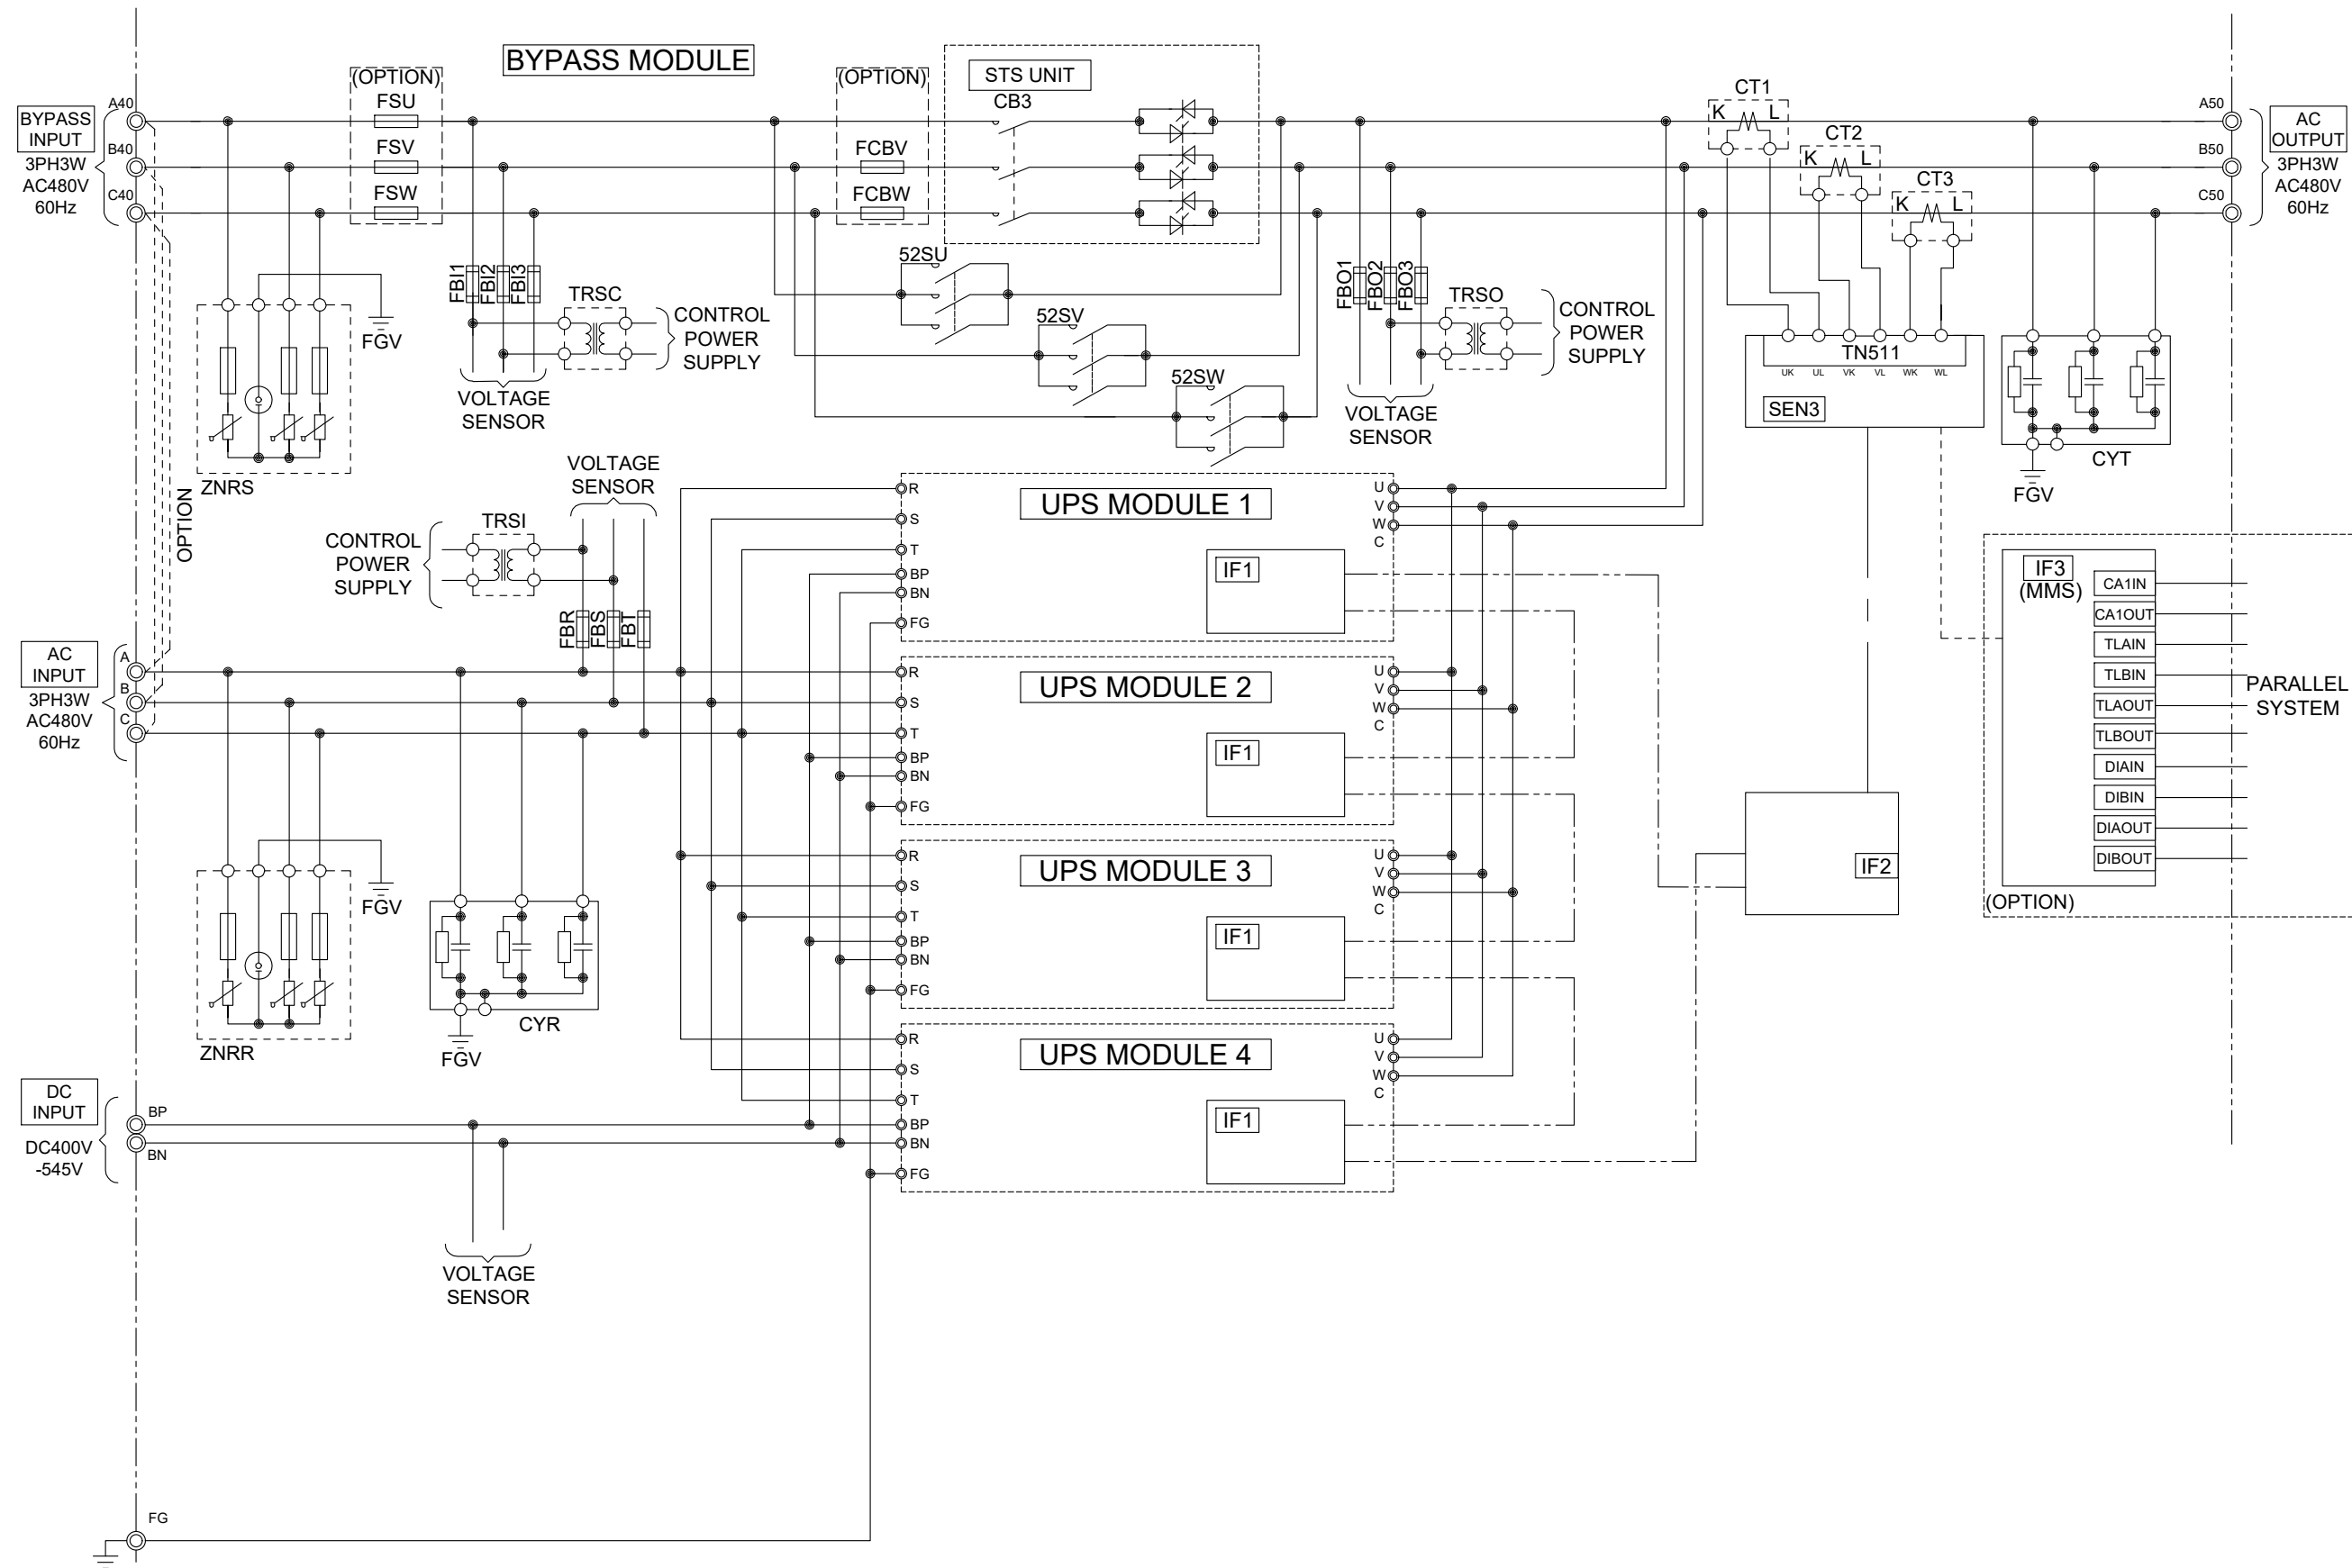 BYPASS MODULE
(OPTION)
FSU
FSV
FSW
(OPTION)
FCBV
FCBW
STS UNIT
CB3
CT1
K L
CT2
K L
CT3
K L
BYPASS
INPUT
3PH3W
AC480V
60Hz
A40
B40
C40
A50
B50
C50
AC
OUTPUT
3PH3W
AC480V
60Hz
52SU
52SV
52SW
FBI1
FBI2
FBI3
TRSC
CONTROL
POWER
SUPPLY
VOLTAGE
SENSOR
FGV
ZNRS
FBO1
FBO2
FBO3
TRSO
CONTROL
POWER
SUPPLY
VOLTAGE
SENSOR
TN511
UK UL VK VL WK WL
SEN3
CYT
FGV
OPTION
VOLTAGE
SENSOR
TRSI
CONTROL
POWER
SUPPLY
FBR
FBS
FBT
AC
INPUT
3PH3W
AC480V
60Hz
A
B
C
FGV
ZNRR
CYR
FGV
UPS MODULE 1
R
S
T
BP
BN
FG
U
V
W
C
IF1
UPS MODULE 2
R
S
T
BP
BN
FG
U
V
W
C
IF1
UPS MODULE 3
R
S
T
BP
BN
FG
U
V
W
C
IF1
UPS MODULE 4
R
S
T
BP
BN
FG
U
V
W
C
IF1
IF2
IF3
(MMS)
CA1IN
CA1OUT
TLAIN
TLBIN
TLAOUT
TLBOUT
DIAIN
DIBIN
DIAOUT
DIBOUT
(OPTION)
PARALLEL
SYSTEM
DC
INPUT
DC400V
-545V
BP
BN
VOLTAGE
SENSOR
FG